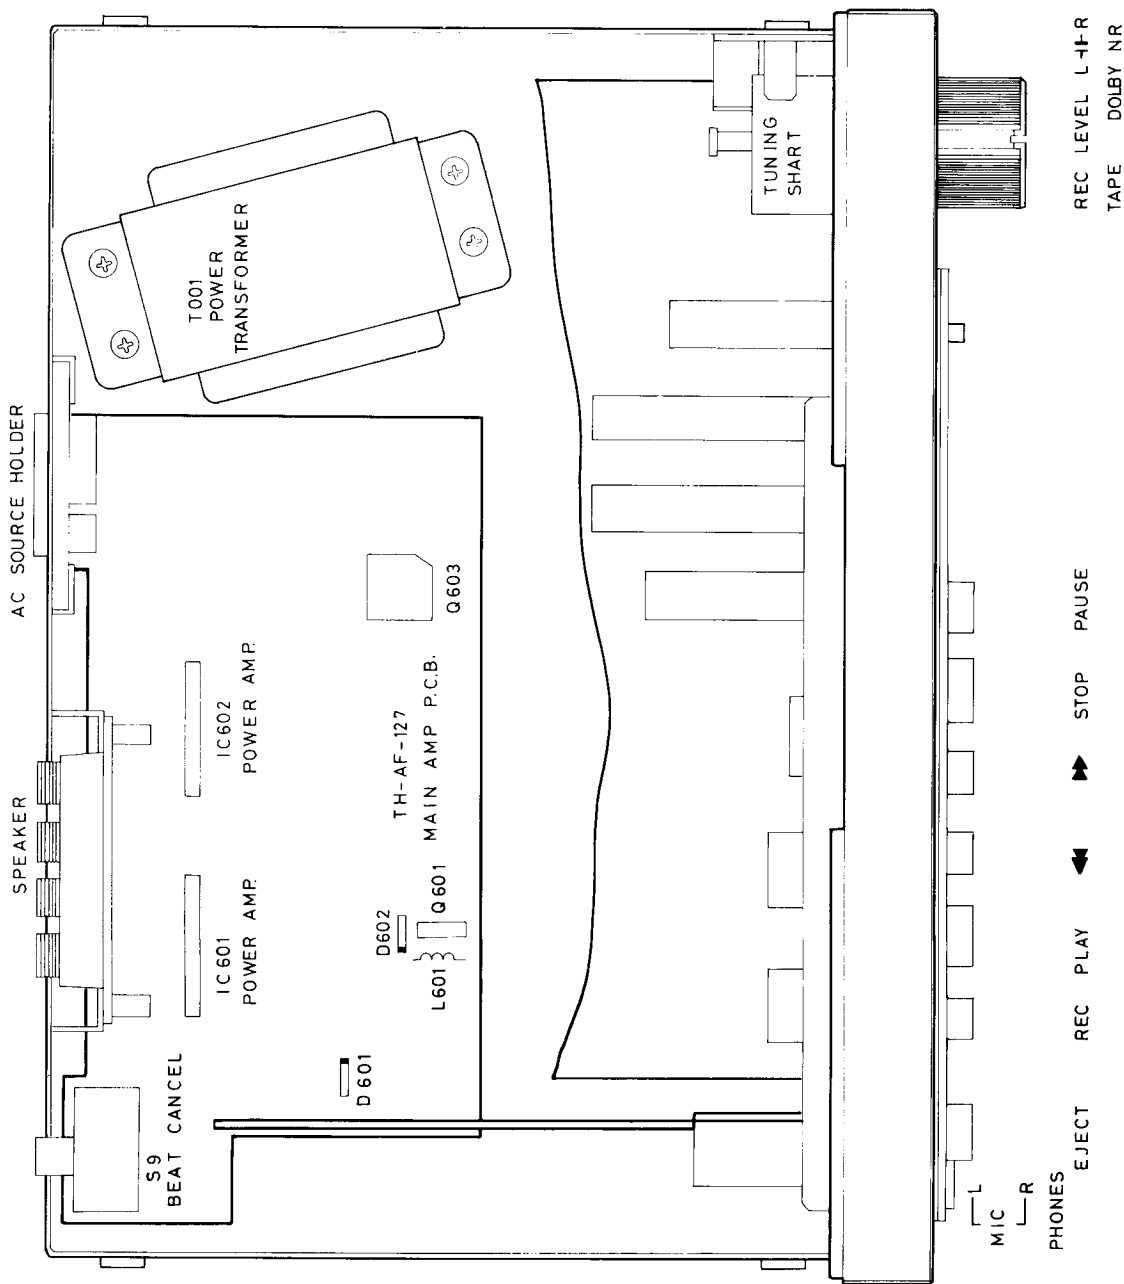 SPEAKER
AC SOURCE HOLDER
S9
BEAT CANCEL
IC601
POWER AMP.
IC602
POWER AMP.
T001
POWER
TRANSFORMER
D601
D602
L601
Q601
TH-AF-127
MAIN AMP P.C.B.
Q603
TUNING
SHART
MIC
L
R
PHONES
EJECT
REC
PLAY
◀◀
▶▶
STOP
PAUSE
REC LEVEL L-R
TAPE DOLBY NR